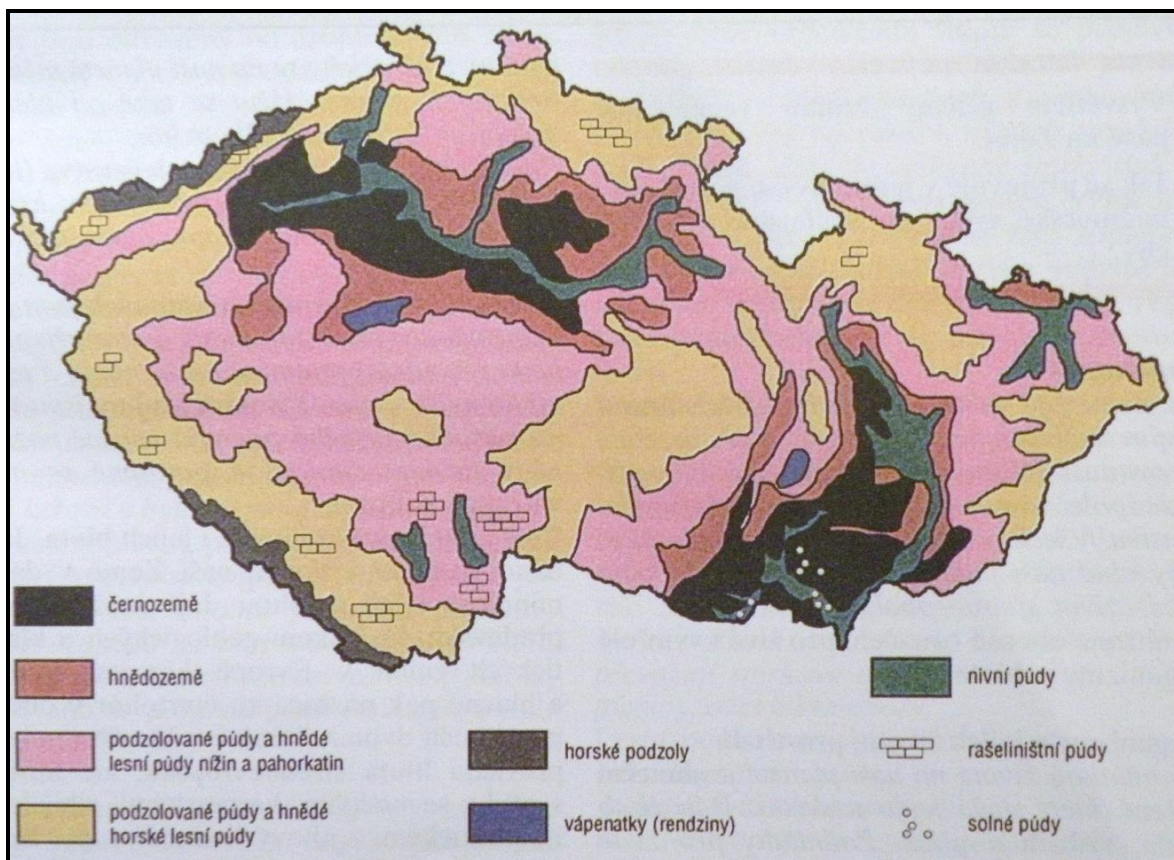 černozemě
hnědozemě
podzolované půdy a hnědé
lesní půdy nížin a pahorkatin
podzolované půdy a hnědé
horské lesní půdy
horské podzoly
vápenatky (rendziny)
nivní půdy
rašeliništní půdy
solné půdy